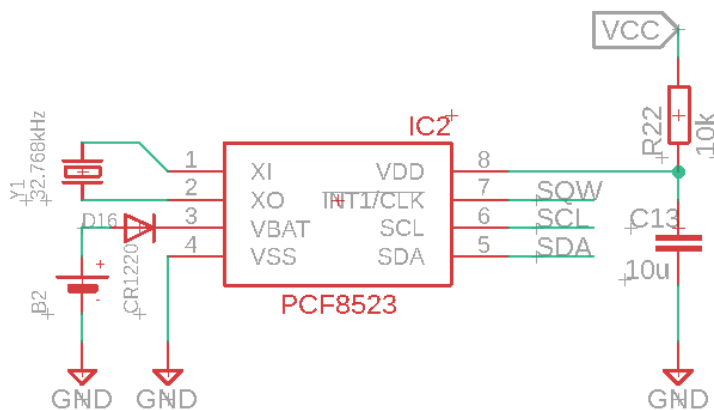 VCC
IC2
R22
10k
Y1
32.768kHz
1
XI
VDD
8
2
XO
INT1/CLK
7
SQW
D16
3
VBAT
SCL
6
SCL
C13
4
VSS
SDA
5
SDA
10u
+
-
B2
CR1220
PCF8523
GND
GND
GND